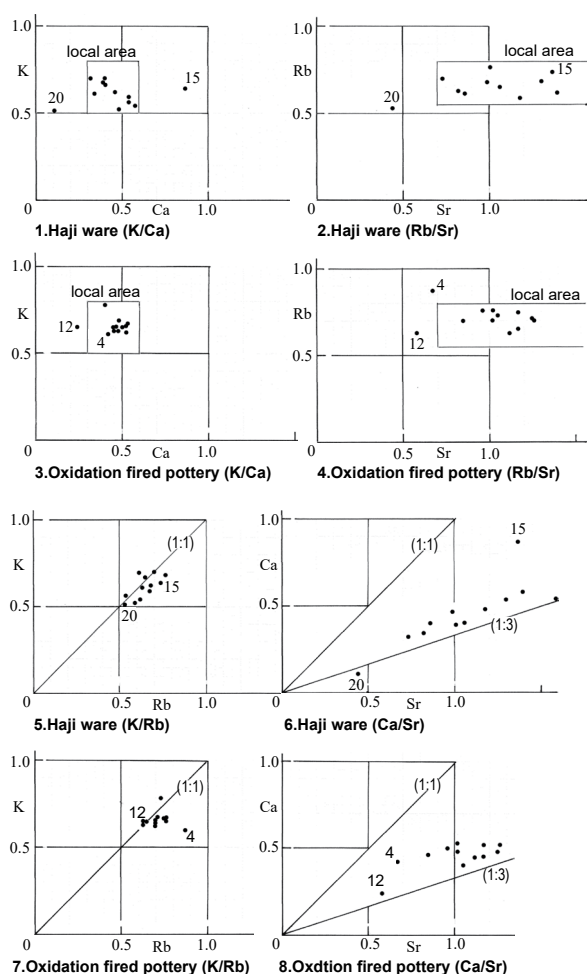 1.0
K
local area
15
20
0.5
0
0.5
Ca
1.0
1.Haji ware (K/Ca)
1.0
local area
Rb
15
20
0.5
0
0.5
Sr
1.0
2.Haji ware (Rb/Sr)
1.0
K
local area
12
4
0.5
0
0.5
Ca
1.0
3.Oxidation fired pottery (K/Ca)
1.0
4
local area
Rb
12
0.5
0
0.5
Sr
1.0
4.Oxidation fired pottery (Rb/Sr)
1.0
(1:1)
K
15
0.5
20
0
0.5
Rb
1.0
5.Haji ware (K/Rb)
1.0
(1:1)
15
Ca
0.5
(1:3)
20
0
0.5
Sr
1.0
6.Haji ware (Ca/Sr)
1.0
(1:1)
K
12
4
0.5
0
0.5
Rb
1.0
7.Oxidation fired pottery (K/Rb)
1.0
(1:1)
Ca
0.5
4
12
(1:3)
0
0.5
Sr
1.0
8.Oxdtion fired pottery (Ca/Sr)